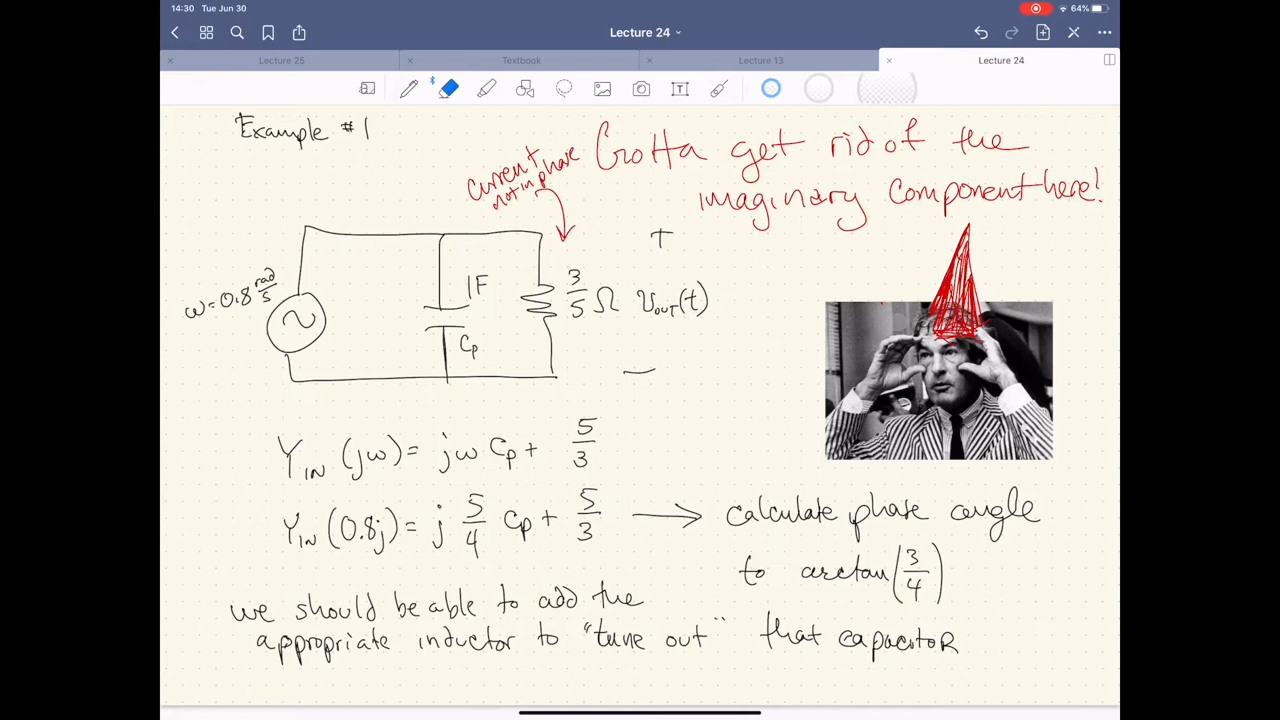 14:30 Tue Jun 30
64%
Lecture 24
Lecture 25
Textbook
Lecture 13
Lecture 24
Example #1
current
not in phase
Gotta get rid of the
imaginary component here!
ω=0.8 rad/s
1F
Cp
3/5 Ω
+
VOUT(t)
—
YIN (jω)= jω Cp + 5/3
YIN (0.8j) = j 5/4 Cp + 5/3 → calculate phase angle
to arctan(3/4)
we should be able to add the
appropriate inductor to "tune out" that capacitor